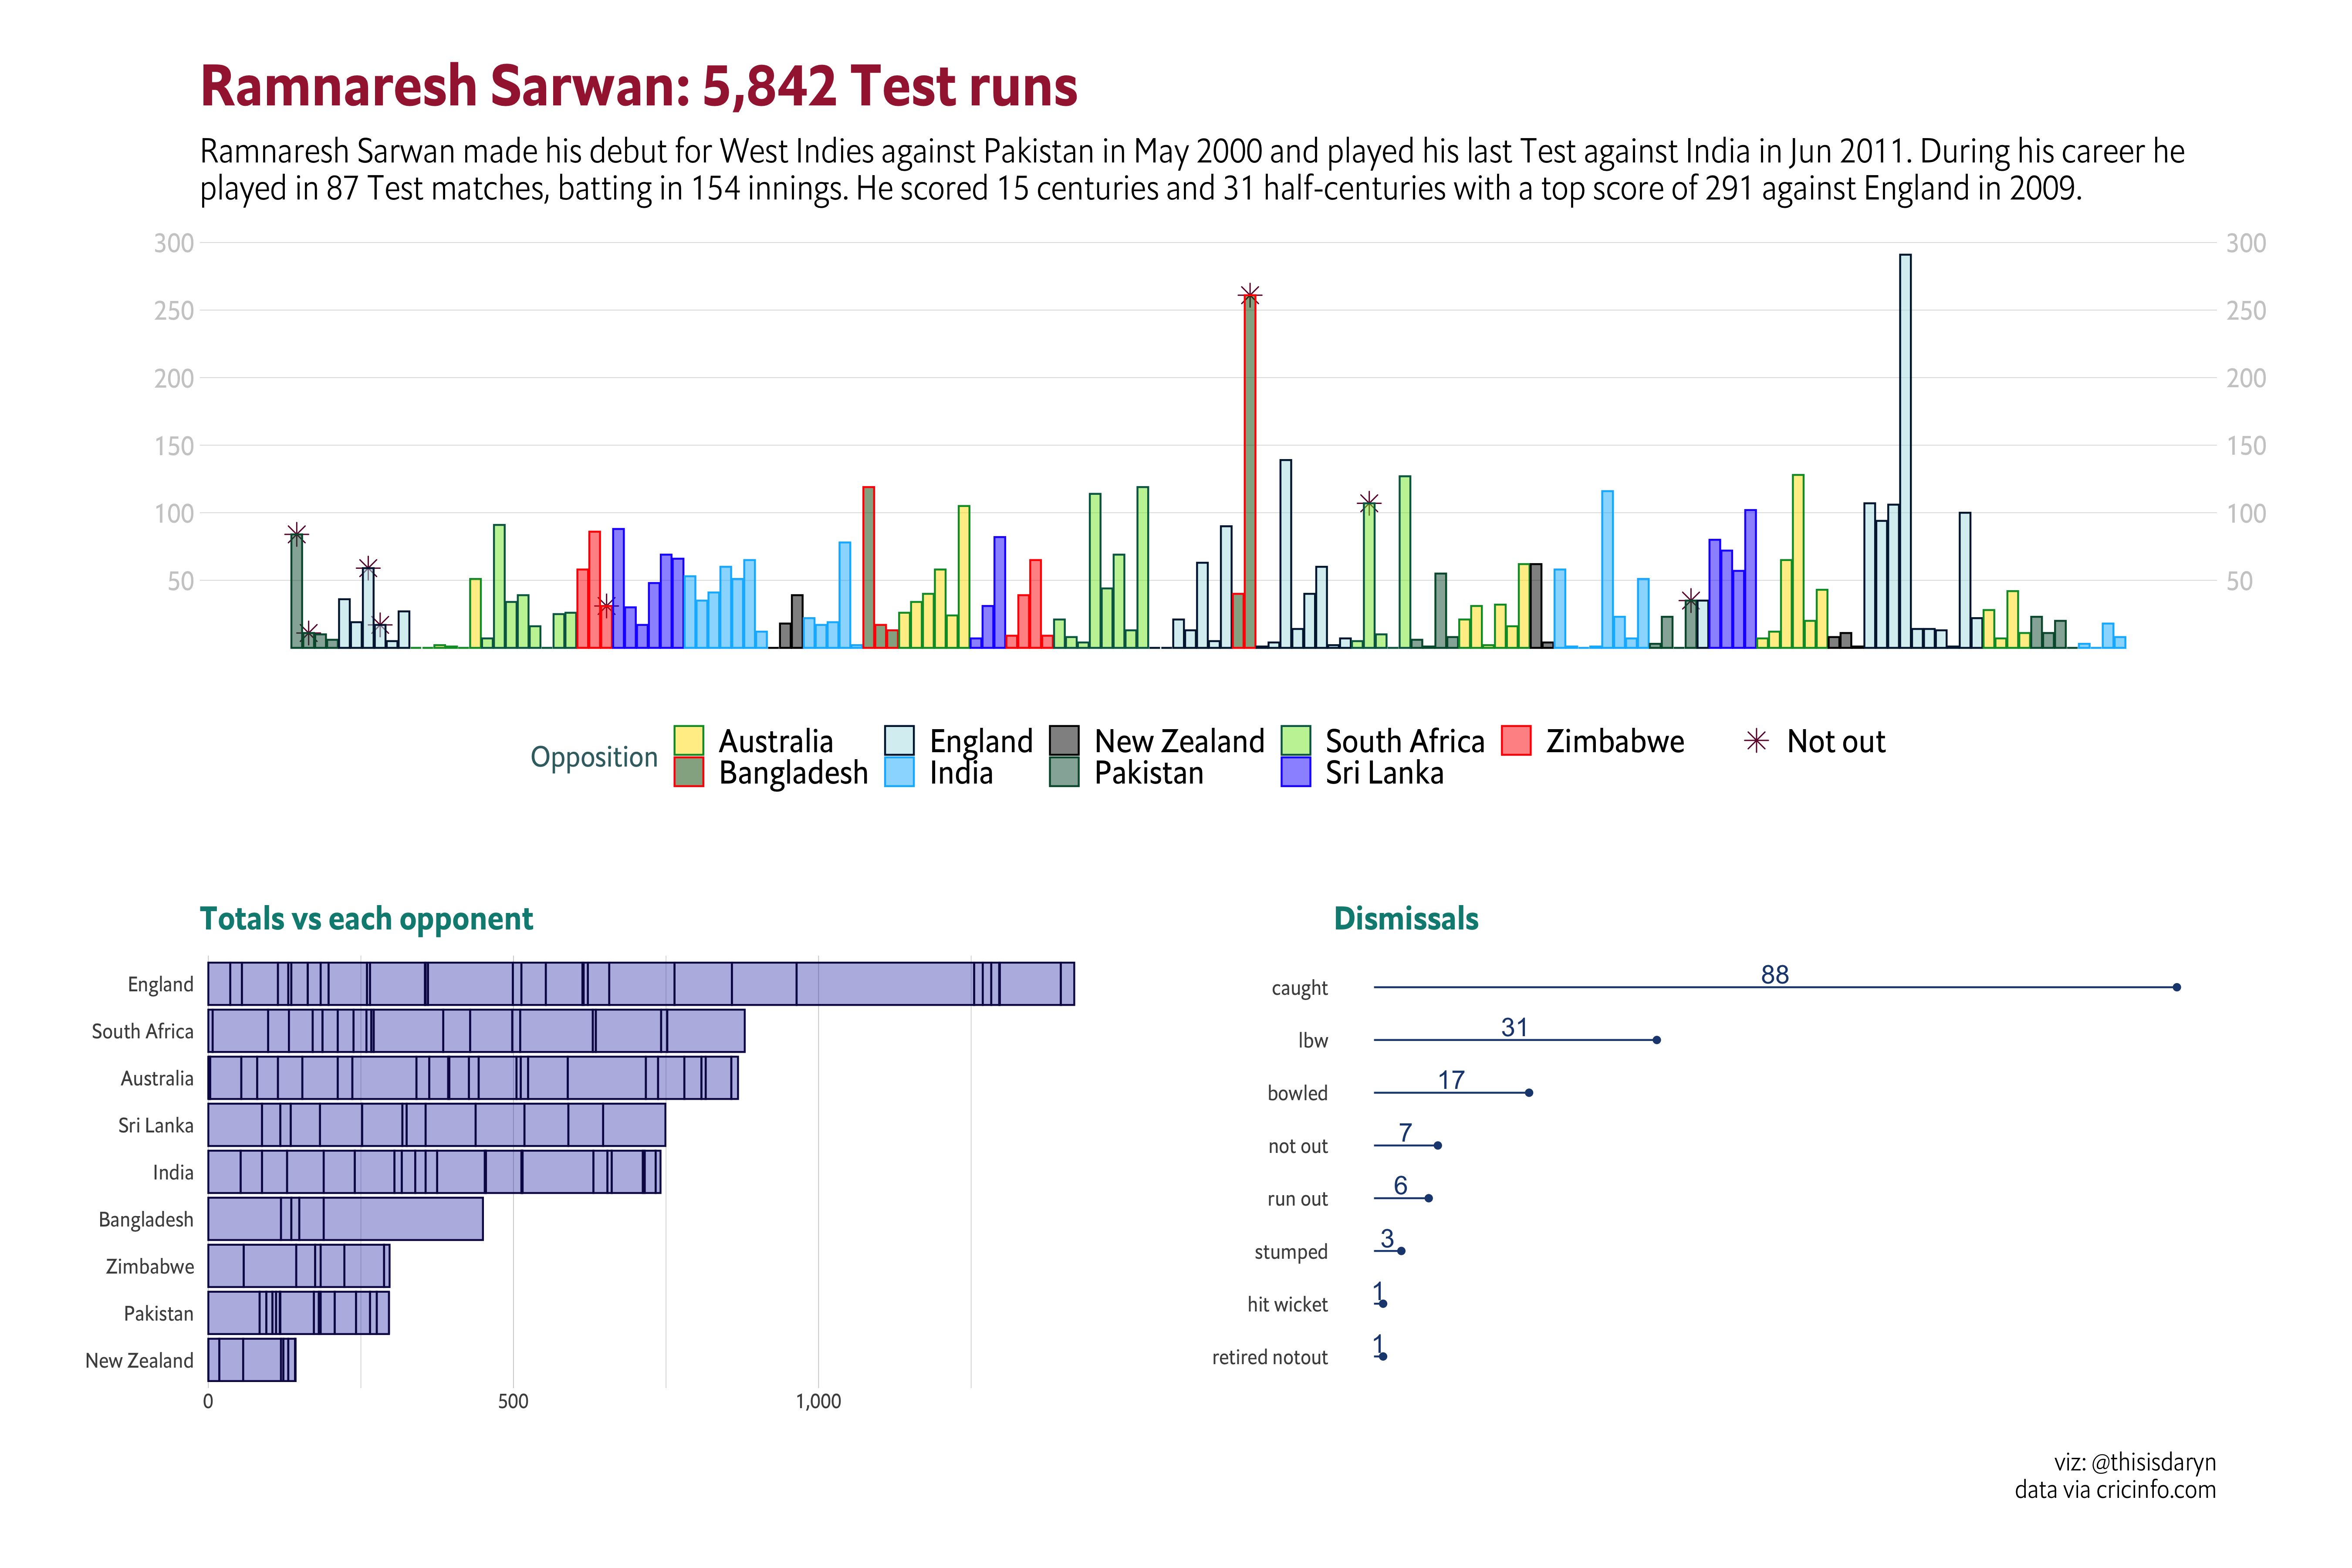 Ramnaresh Sarwan: 5,842 Test runs
Ramnaresh Sarwan made his debut for West Indies against Pakistan in May 2000 and played his last Test against India in Jun 2011. During his career he
played in 87 Test matches, batting in 154 innings. He scored 15 centuries and 31 half-centuries with a top score of 291 against England in 2009.
300 300
250 250
200 200
150 150
100 100
50 50
Opposition
Australia England New Zealand South Africa Zimbabwe Not out
Bangladesh India Pakistan Sri Lanka
Totals vs each opponent
England
South Africa
Australia
Sri Lanka
India
Bangladesh
Zimbabwe
Pakistan
New Zealand
0 500 1,000
Dismissals
caught 88
lbw 31
bowled 17
not out 7
run out 6
stumped 3
hit wicket 1
retired notout 1
viz: @thisisdaryn
data via cricinfo.com